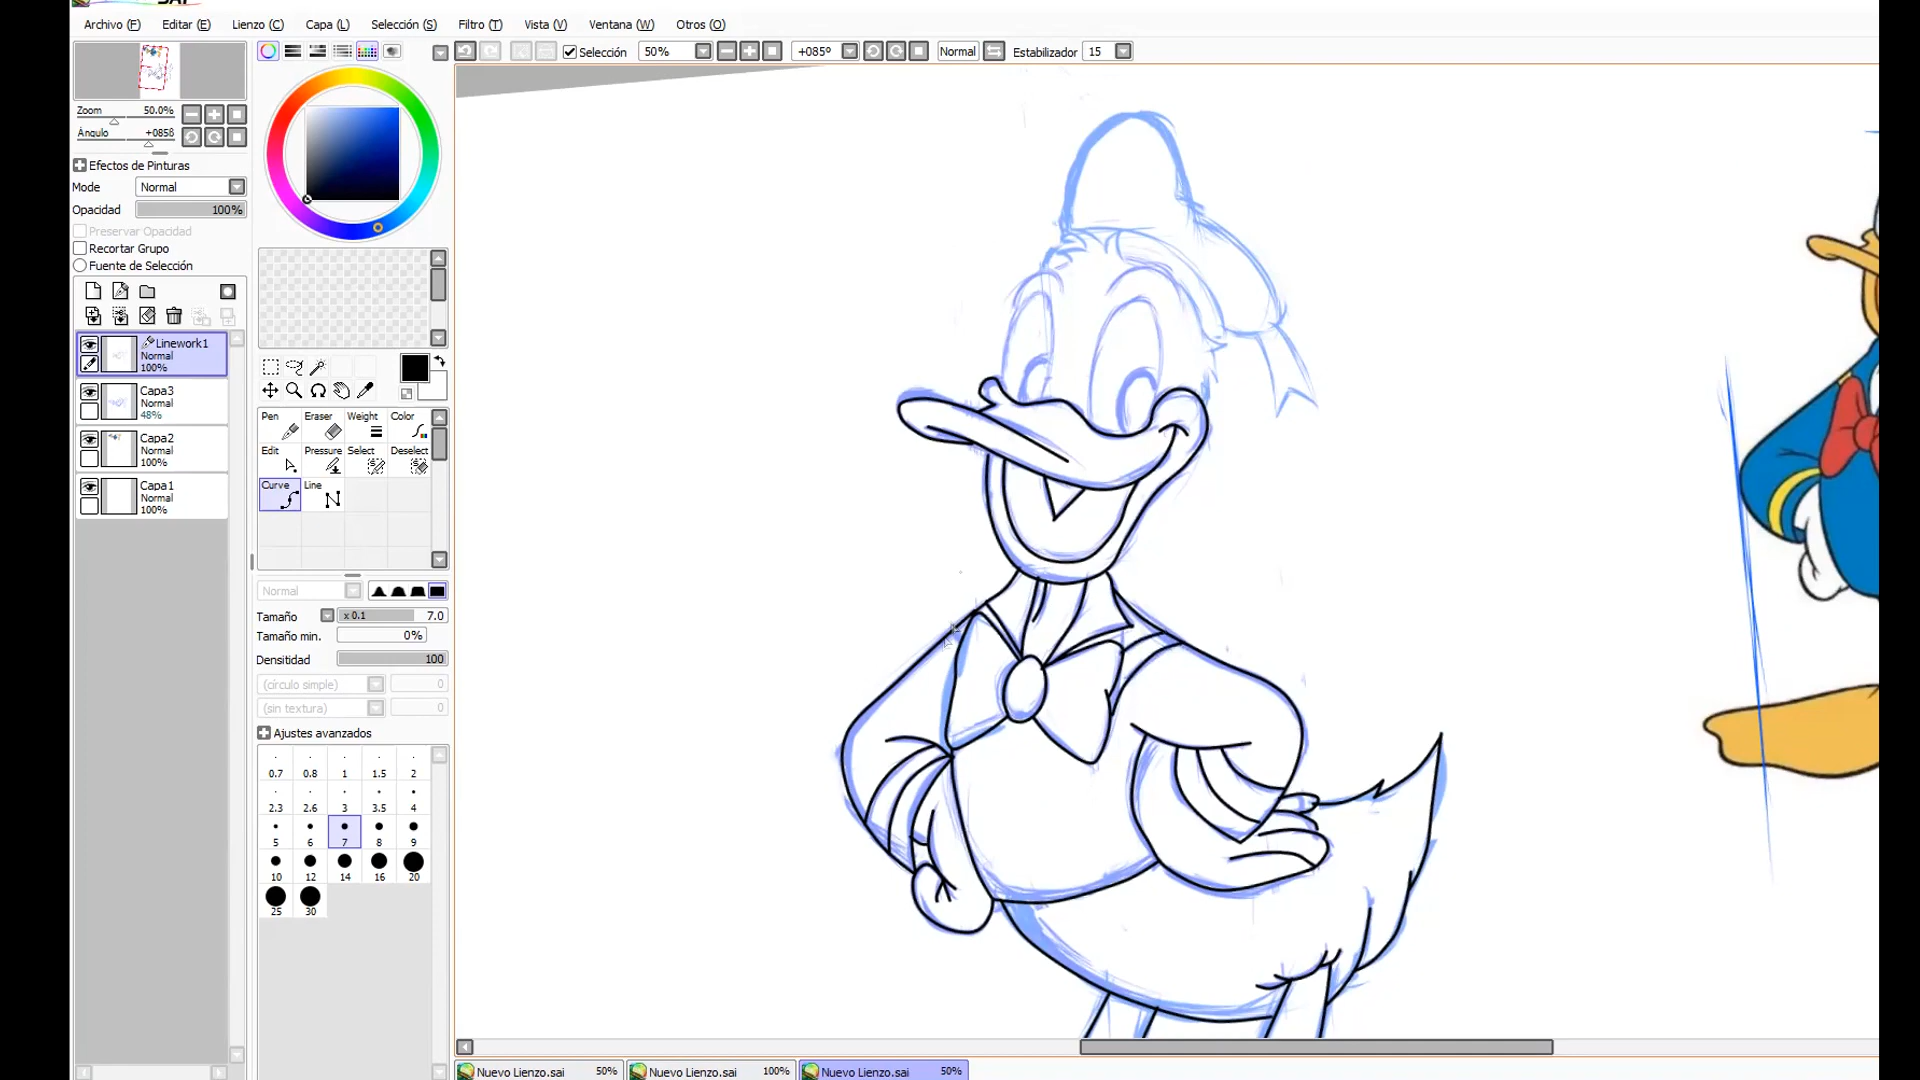 SAI
Archivo (F) Editar (E) Lienzo (C) Capa (L) Selección (S) Filtro (T) Vista (V) Ventana (W) Otros (O)
Selección 50% +085º Normal Estabilizador 15
Zoom 50.0%
Ángulo +085ß
Efectos de Pinturas
Mode Normal
Opacidad 100%
Preservar Opacidad
Recortar Grupo
Fuente de Selección
Linework1
Normal
100%
Capa3
Normal
48%
Capa2
Normal
100%
Capa1
Normal
100%
Pen Eraser Weight Color
Edit Pressure Select Deselect
Curve Line
Normal
Tamaño x 0.1 7.0
Tamaño min. 0%
Densitidad 100
(círculo simple) 0
(sin textura) 0
Ajustes avanzados
0.7 0.8 1 1.5 2
2.3 2.6 3 3.5 4
5 6 7 8 9
10 12 14 16 20
25 30
Nuevo Lienzo.sai 50% Nuevo Lienzo.sai 100% Nuevo Lienzo.sai 50%